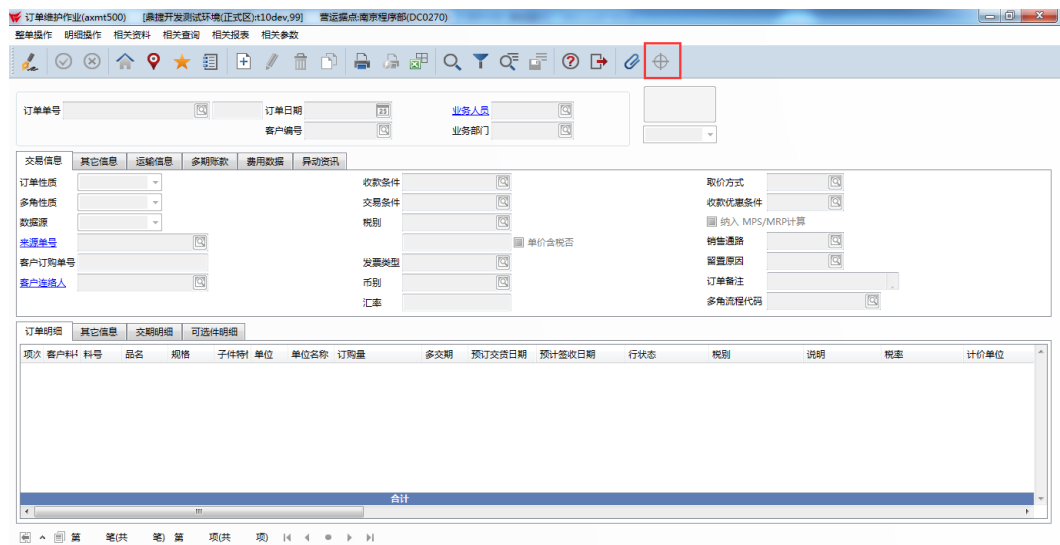 订单维护作业(axmt500) [鼎捷开发测试环境(正式区):t10dev,99] 营运据点:南京程序部(DC0270)
整单操作 明细操作 相关资料 相关查询 相关报表 相关参数
订单单号 订单日期 25 业务人员
客户编号 业务部门
交易信息 其它信息 运输信息 多期账款 费用数据 异动资讯
订单性质 收款条件 取价方式
多角性质 交易条件 收款优惠条件
数据源 税别 纳入 MPS/MRP计算
来源单号 单价含税否 销售通路
客户订购单号 发票类型 留置原因
客户连络人 币别 订单备注
汇率 多角流程代码
订单明细 其它信息 交期明细 可选件明细
项次 客户料号 料号 品名 规格 子件特 单位 单位名称 订购量 多交期 预订交货日期 预计签收日期 行状态 税别 说明 税率 计价单位
合计
第 笔(共 笔) 第 项(共 项)